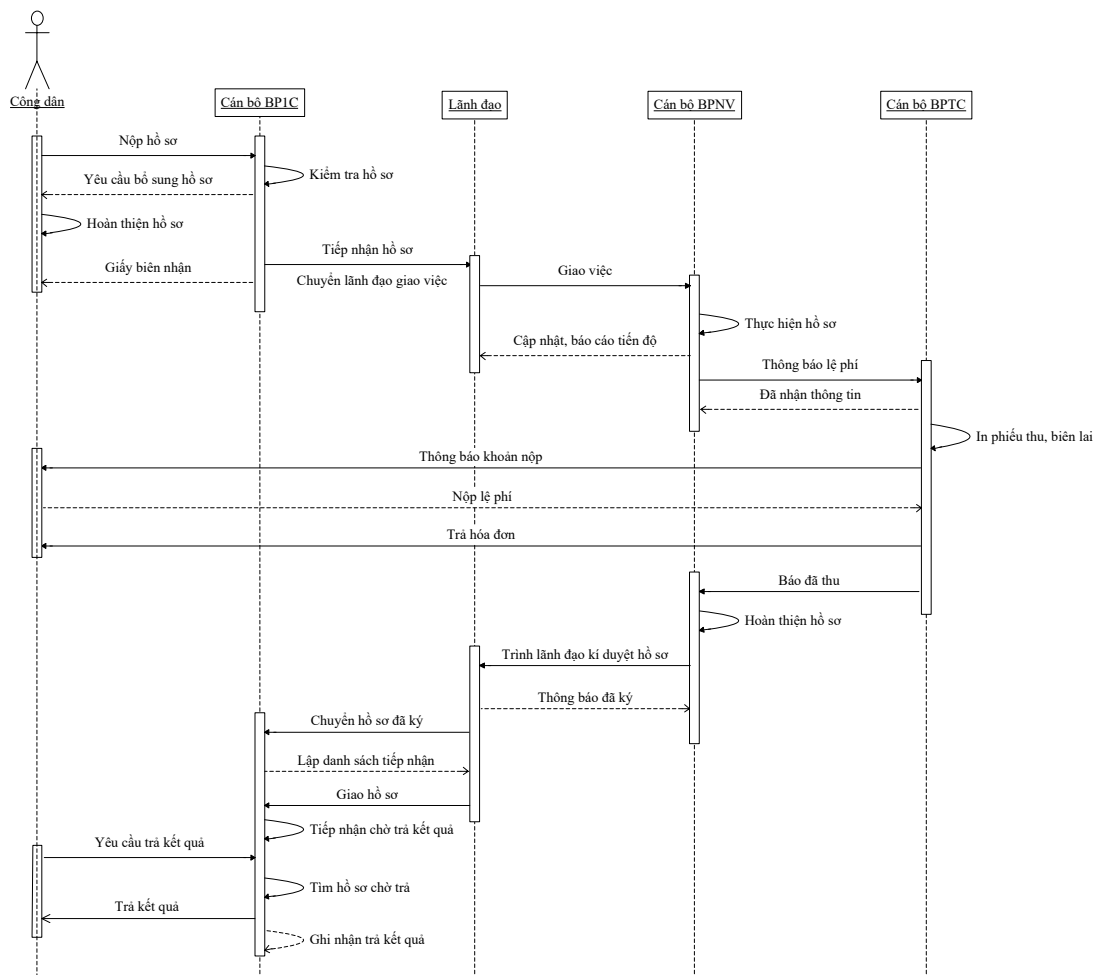 Công dân
Cán bô BP1C
Lãnh đạo
Cán bô BPNV
Cán bô BPTC
Nộp hồ sơ
Kiểm tra hồ sơ
Yêu cầu bổ sung hồ sơ
Hoàn thiện hồ sơ
Tiếp nhận hồ sơ
Giấy biên nhận
Chuyển lãnh đạo giao việc
Giao việc
Thực hiện hồ sơ
Cập nhật, báo cáo tiến độ
Thông báo lệ phí
Đã nhận thông tin
In phiếu thu, biên lai
Thông báo khoản nộp
Nộp lệ phí
Trả hóa đơn
Báo đã thu
Hoàn thiện hồ sơ
Trình lãnh đạo kí duyệt hồ sơ
Thông báo đã ký
Chuyển hồ sơ đã ký
Lập danh sách tiếp nhận
Giao hồ sơ
Tiếp nhận chờ trả kết quả
Yêu cầu trả kết quả
Tìm hồ sơ chờ trả
Trả kết quả
Ghi nhận trả kết quả